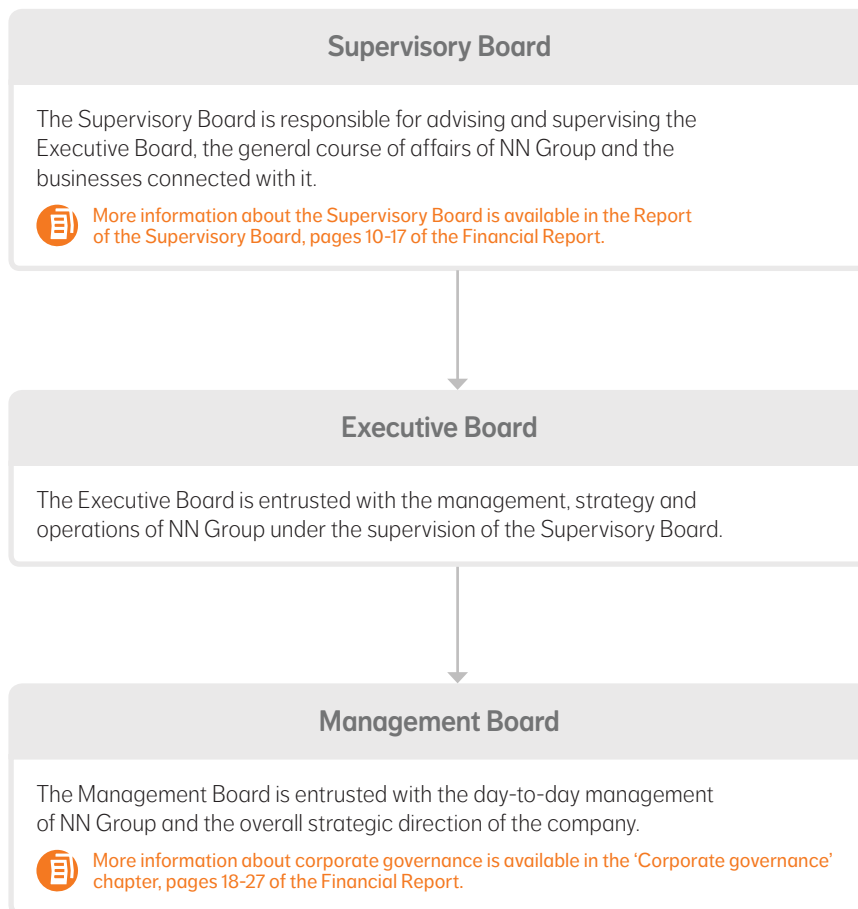 Supervisory Board
The Supervisory Board is responsible for advising and supervising the
Executive Board, the general course of affairs of NN Group and the
businesses connected with it.
More information about the Supervisory Board is available in the Report
of the Supervisory Board, pages 10-17 of the Financial Report.
Executive Board
The Executive Board is entrusted with the management, strategy and
operations of NN Group under the supervision of the Supervisory Board.
Management Board
The Management Board is entrusted with the day-to-day management
of NN Group and the overall strategic direction of the company.
More information about corporate governance is available in the ‘Corporate governance’
chapter, pages 18-27 of the Financial Report.